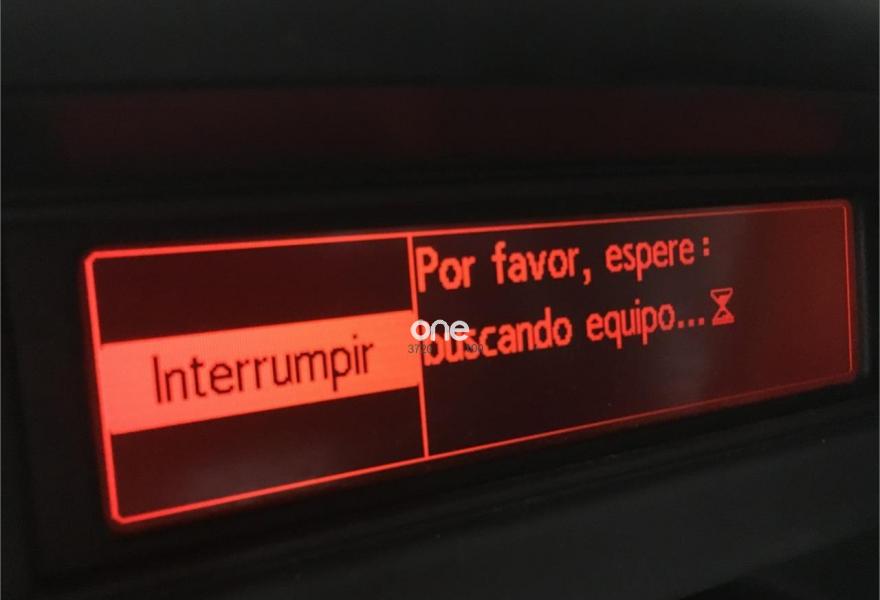 Interrumpir
Por favor, espere:
buscando equipo...
one